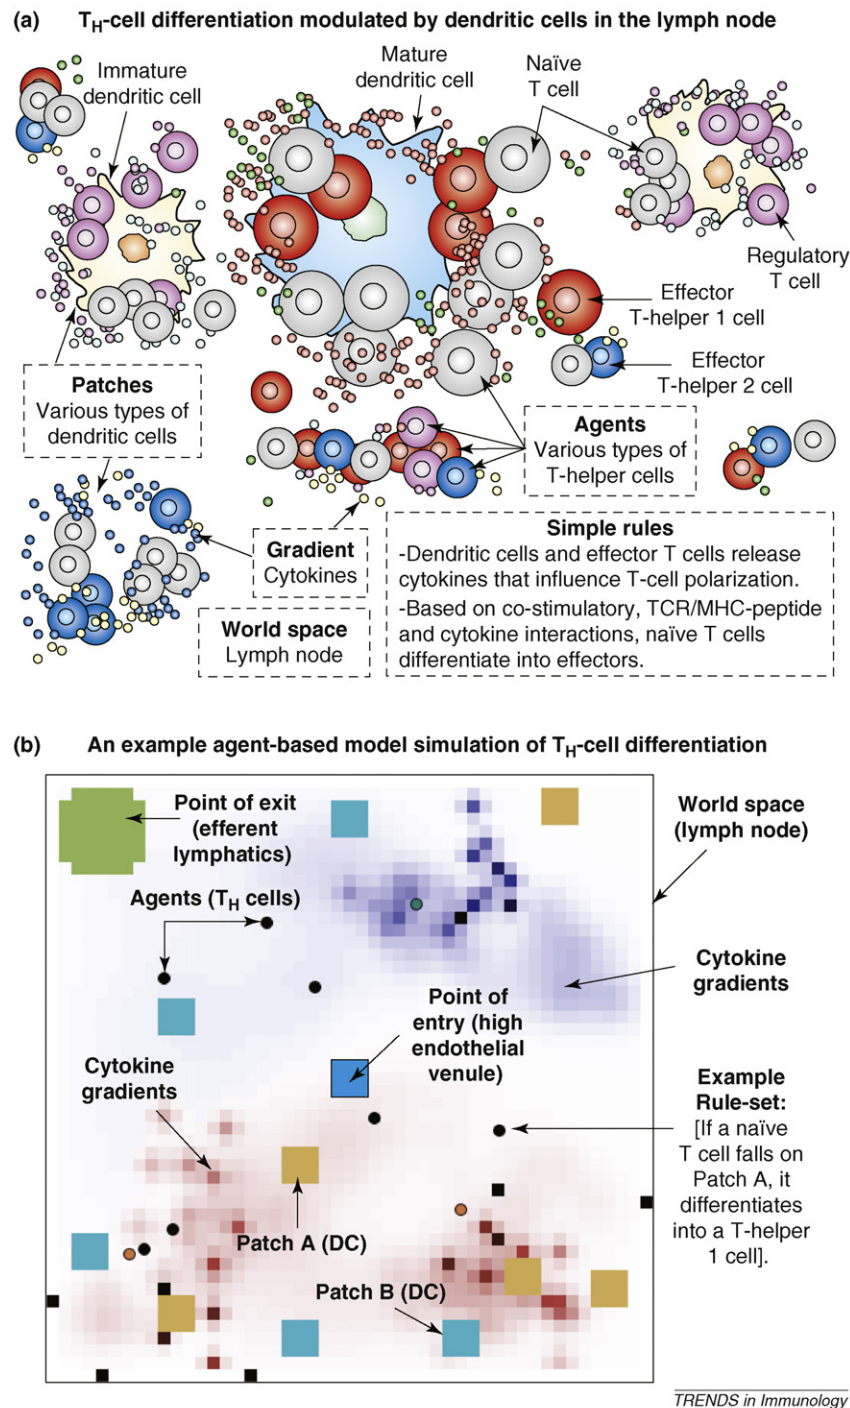 (a) T_H-cell differentiation modulated by dendritic cells in the lymph node
Immature
dendritic cell
Mature
dendritic cell
Naïve
T cell
Regulatory
T cell
Effector
T-helper 1 cell
Effector
T-helper 2 cell
Patches
Various types of
dendritic cells
Agents
Various types of
T-helper cells
Gradient
Cytokines
World space
Lymph node
Simple rules
-Dendritic cells and effector T cells release
cytokines that influence T-cell polarization.
-Based on co-stimulatory, TCR/MHC-peptide
and cytokine interactions, naïve T cells
differentiate into effectors.
(b) An example agent-based model simulation of T_H-cell differentiation
Point of exit
(efferent
lymphatics)
World space
(lymph node)
Agents (T_H cells)
Cytokine
gradients
Point of
entry (high
endothelial
venule)
Cytokine
gradients
Example
Rule-set:
[If a naïve
T cell falls on
Patch A, it
differentiates
into a T-helper
1 cell].
Patch A (DC)
Patch B (DC)
TRENDS in Immunology